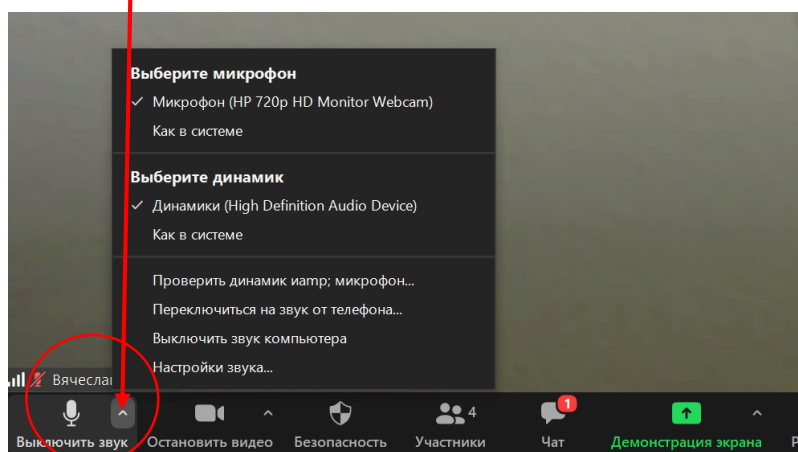 Выберите микрофон
Микрофон (HP 720p HD Monitor Webcam)
Как в системе
Выберите динамик
Динамики (High Definition Audio Device)
Как в системе
Проверить динамик иamp; микрофон...
Переключиться на звук от телефона...
Выключить звук компьютера
Настройки звука...
Вячесла
4
1
Выключить звук
Остановить видео
Безопасность
Участники
Чат
Демонстрация экрана